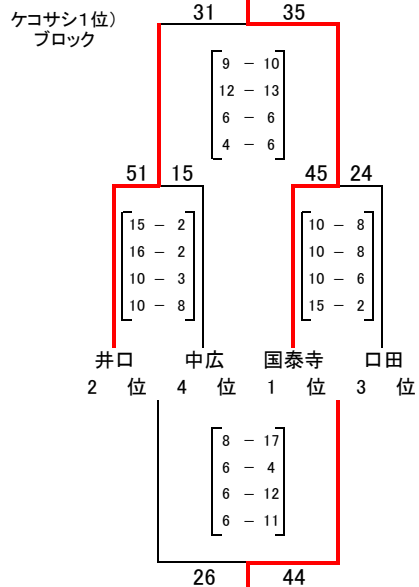 ケコサシ１位）
ブロック
31 35
9 － 10
12 － 13
6 － 6
4 － 6
51 15 45 24
15 － 2 10 － 8
16 － 2 10 － 8
10 － 3 10 － 6
10 － 8 15 － 2
井口 中広 国泰寺 口田
2 位 4 位 1 位 3 位
8 － 17
6 － 4
6 － 12
6 － 11
26 44